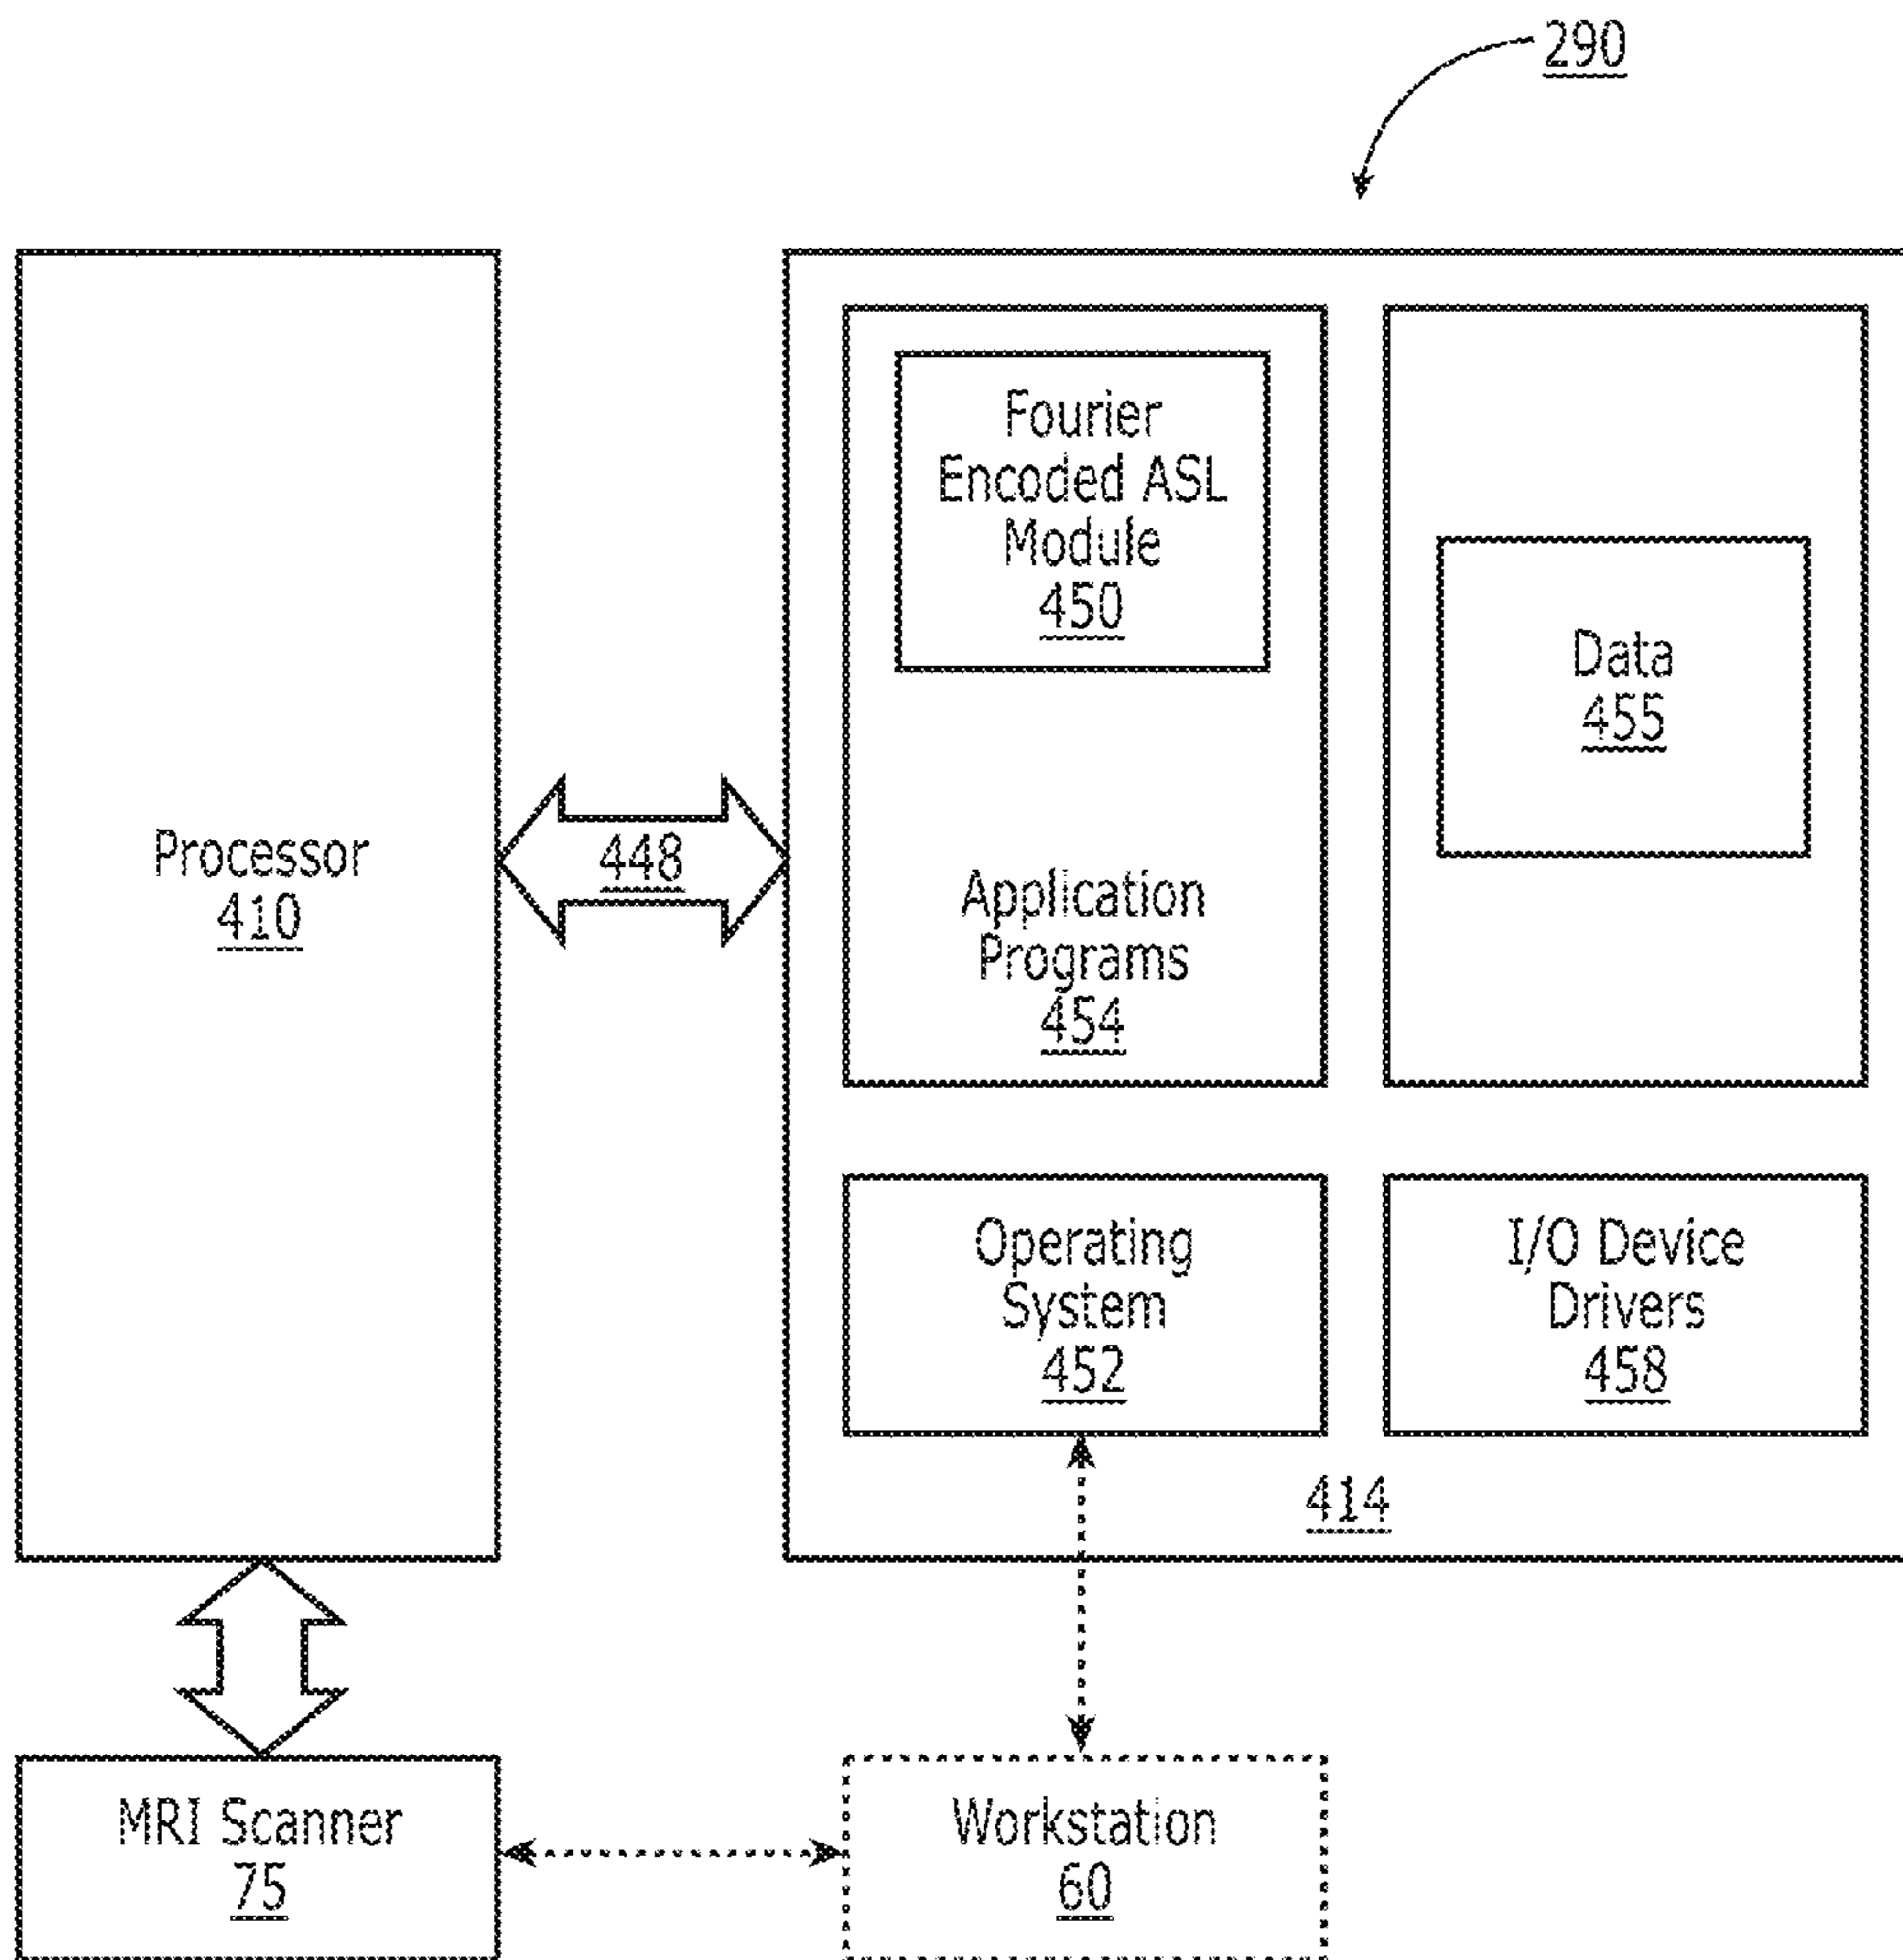 290
Fourier
Encoded ASL
Module
450
Data
455
Processor
410
448
Application
Programs
454
Operating
System
452
I/O Device
Drivers
458
414
MRI Scanner
75
Workstation
60